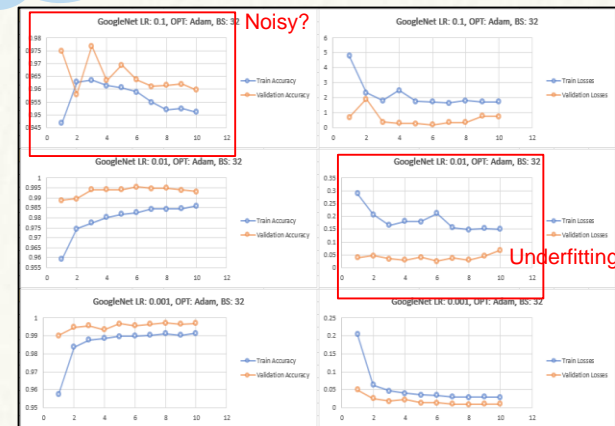 GoogleNet LR: 0.1, OPT: Adam, BS: 32
Noisy?
0.98
0.975
0.97
0.965
0.96
0.955
0.95
0.945
0 2 4 6 8 10 12
Train Accuracy
Validation Accuracy
GoogleNet LR: 0.1, OPT: Adam, BS: 32
6
5
4
3
2
1
0
0 2 4 6 8 10 12
Train Losses
Validation Losses
GoogleNet LR: 0.01, OPT: Adam, BS: 32
1
0.995
0.99
0.985
0.98
0.975
0.97
0.965
0.96
0.955
0 2 4 6 8 10 12
Train Accuracy
Validation Accuracy
GoogleNet LR: 0.01, OPT: Adam, BS: 32
0.35
0.3
0.25
0.2
0.15
0.1
0.05
0
0 2 4 6 8 10 12
Train Losses
Validation Losses
Underfitting
GoogleNet LR: 0.001, OPT: Adam, BS: 32
1
0.99
0.98
0.97
0.96
0.95
0 2 4 6 8 10 12
Train Accuracy
Validation Accuracy
GoogleNet LR: 0.001, OPT: Adam, BS: 32
0.25
0.2
0.15
0.1
0.05
0
0 2 4 6 8 10 12
Train Losses
Validation Losses